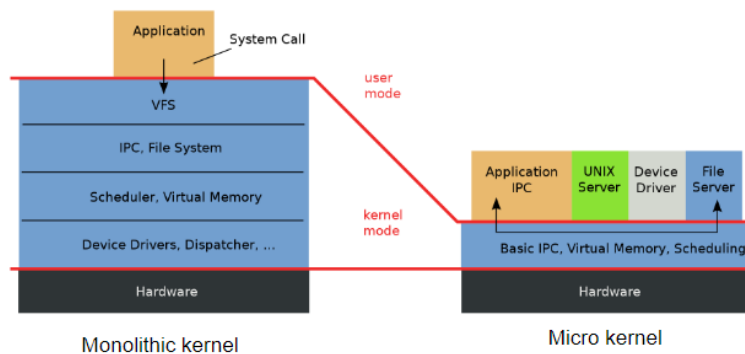 Application
System Call
VFS
IPC, File System
Scheduler, Virtual Memory
Device Drivers, Dispatcher, ...
Hardware
Monolithic kernel
user
mode
kernel
mode
Application
IPC
UNIX
Server
Device
Driver
File
Server
Basic IPC, Virtual Memory, Scheduling
Hardware
Micro kernel